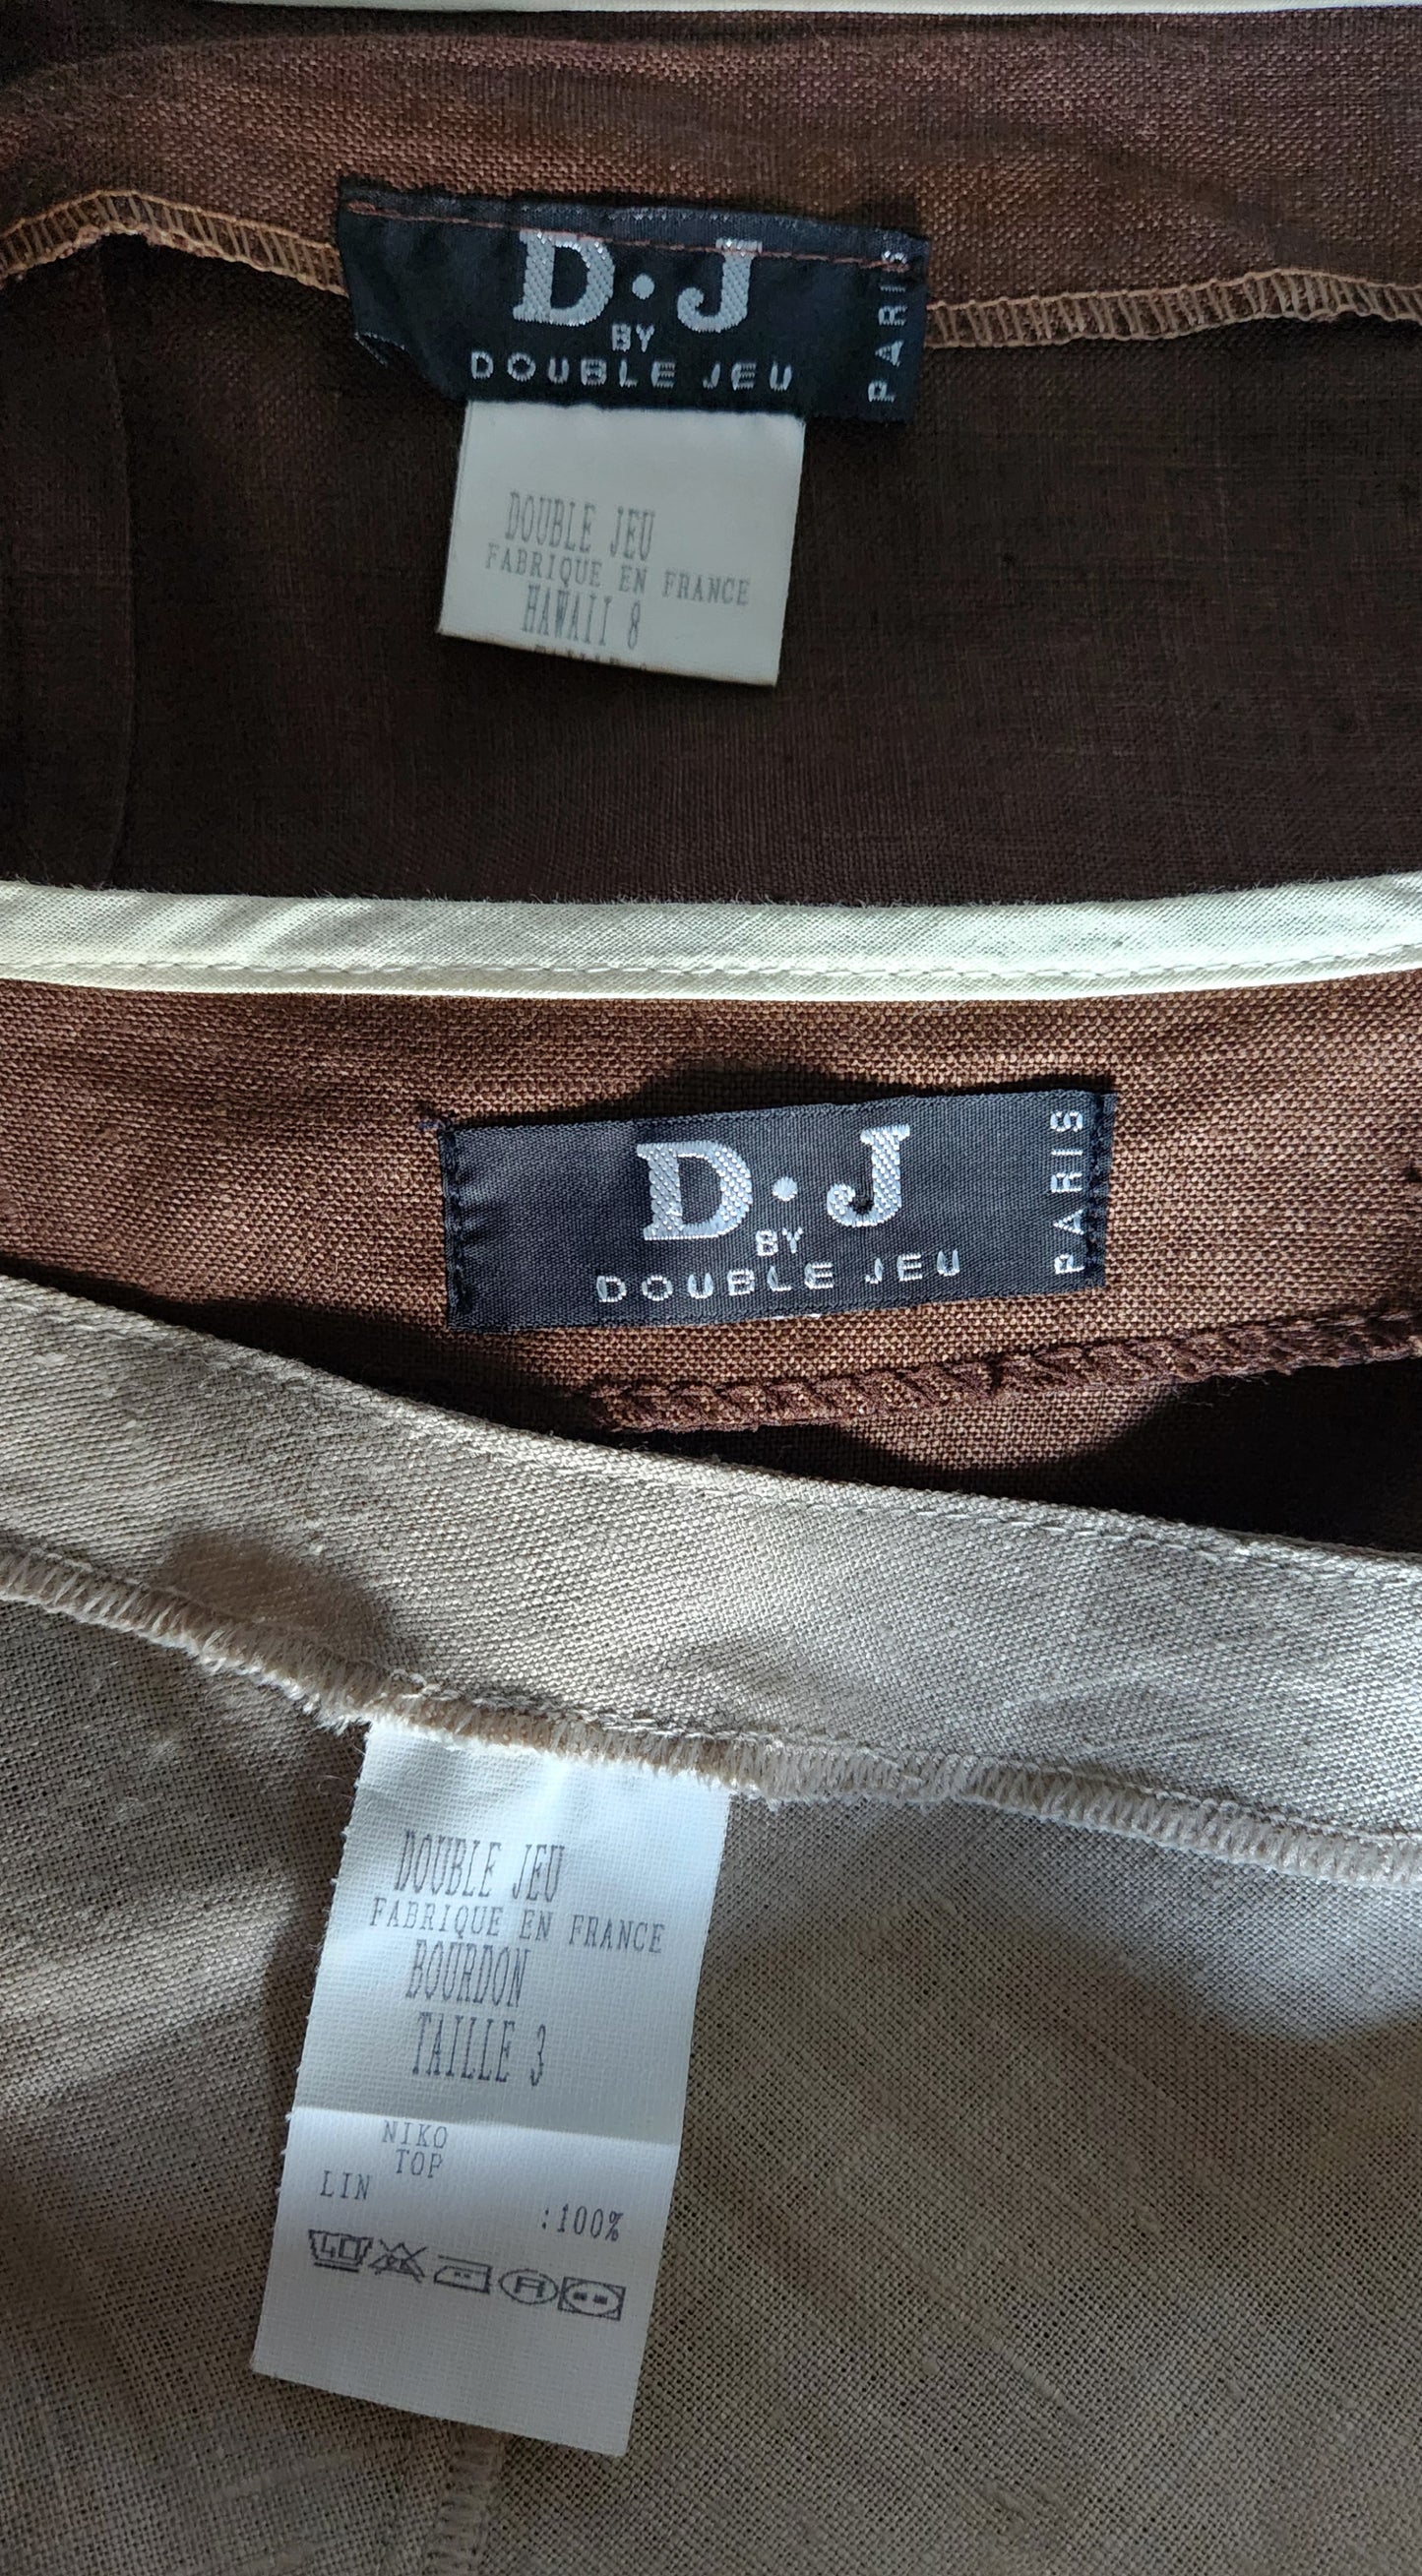 D·J
BY
DOUBLE JEU
PARIS
DOUBLE JEU
FABRIQUE EN FRANCE
HAWAII 8
D·J
BY
DOUBLE JEU
PARIS
DOUBLE JEU
FABRIQUE EN FRANCE
BOURDON
TAILLE 3
NIKO
TOP
LIN :100%
40
A